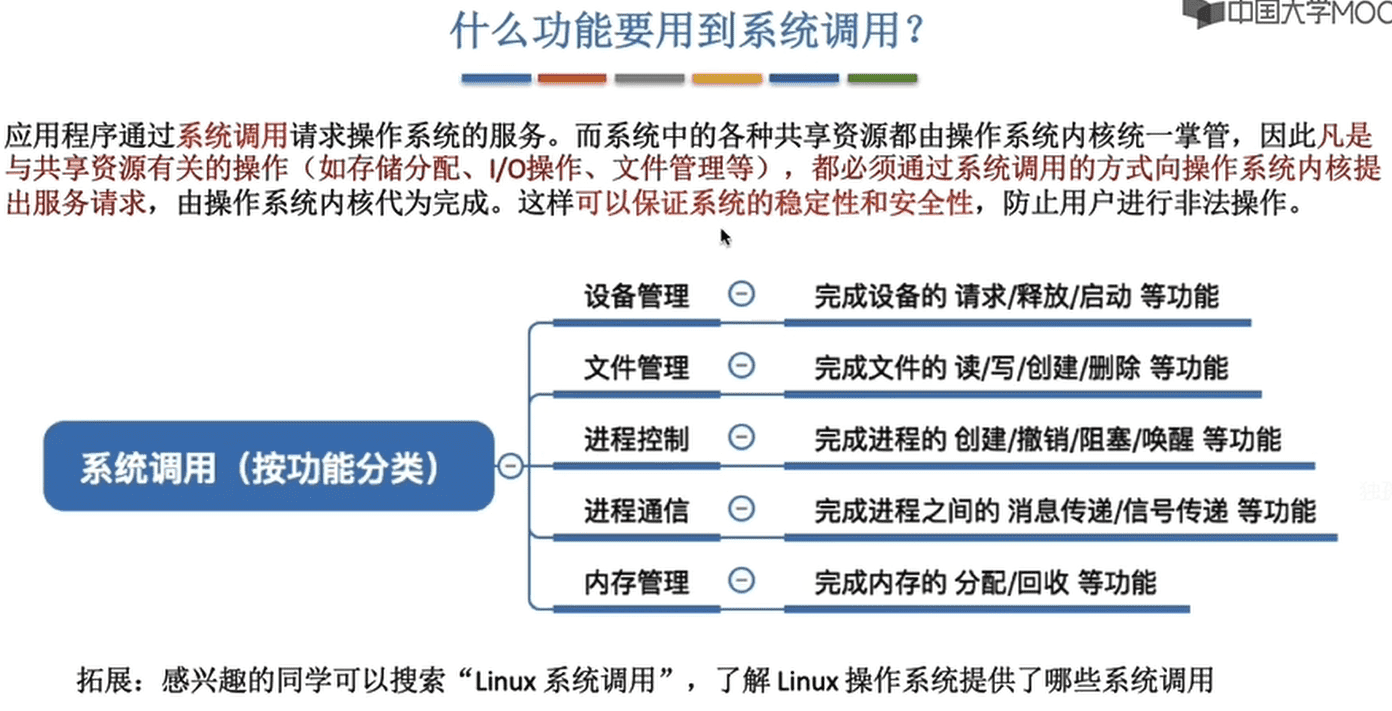 中国大学MOO
什么功能要用到系统调用？
应用程序通过系统调用请求操作系统的服务。而系统中的各种共享资源都由操作系统内核统一掌管，因此凡是
与共享资源有关的操作（如存储分配、I/O操作、文件管理等），都必须通过系统调用的方式向操作系统内核提
出服务请求，由操作系统内核代为完成。这样可以保证系统的稳定性和安全性，防止用户进行非法操作。
设备管理 完成设备的 请求/释放/启动 等功能
文件管理 完成文件的 读/写/创建/删除 等功能
进程控制 完成进程的 创建/撤销/阻塞/唤醒 等功能
系统调用（按功能分类）
进程通信 完成进程之间的 消息传递/信号传递 等功能
内存管理 完成内存的 分配/回收 等功能
拓展：感兴趣的同学可以搜索“Linux 系统调用”，了解 Linux 操作系统提供了哪些系统调用